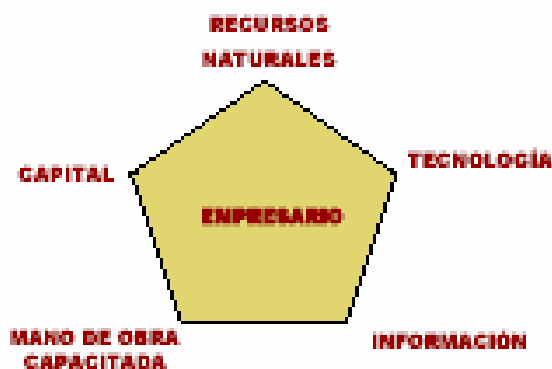 RECURSOS
NATURALES
CAPITAL
TECNOLOGÍA
EMPRESARIO
MANO DE OBRA
CAPACITADA
INFORMACIÓN